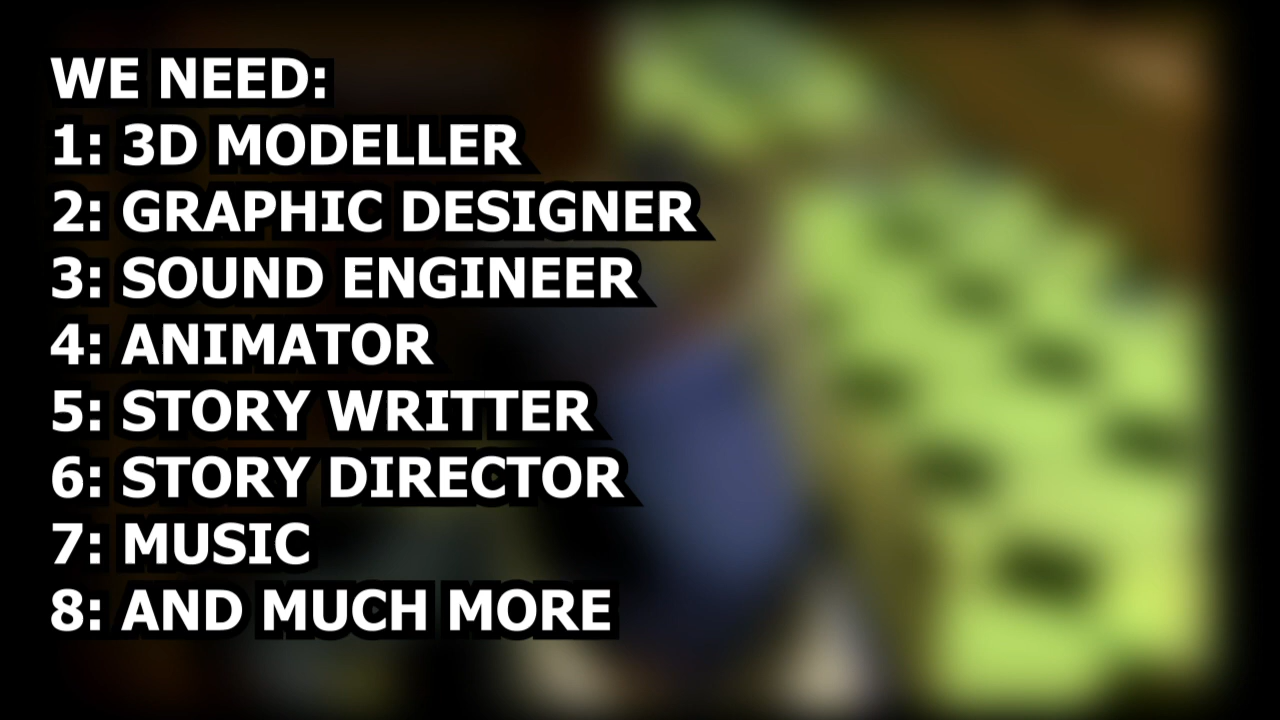 WE NEED:
1: 3D MODELLER
2: GRAPHIC DESIGNER
3: SOUND ENGINEER
4: ANIMATOR
5: STORY WRITTER
6: STORY DIRECTOR
7: MUSIC
8: AND MUCH MORE